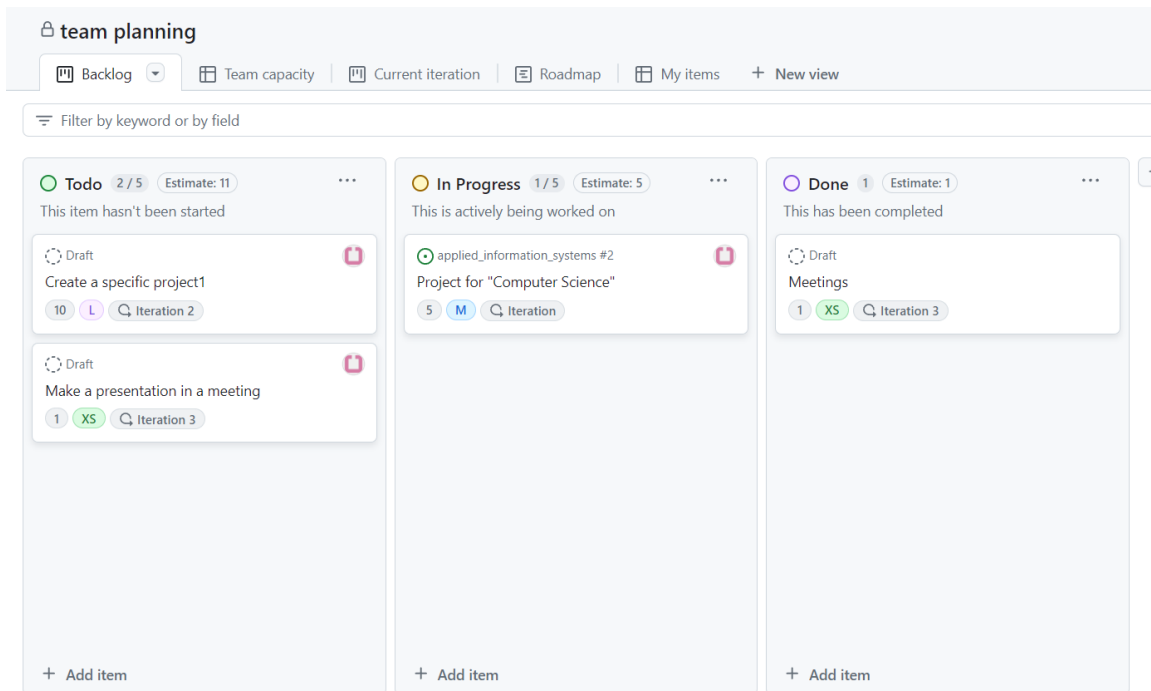 team planning
Backlog Team capacity Current iteration Roadmap My items New view
Filter by keyword or by field
Todo 2 / 5 Estimate: 11
This item hasn't been started
Draft
Create a specific project1
10 L Iteration 2
Draft
Make a presentation in a meeting
1 XS Iteration 3
Add item
In Progress 1 / 5 Estimate: 5
This is actively being worked on
applied_information_systems #2
Project for "Computer Science"
5 M Iteration
Add item
Done 1 Estimate: 1
This has been completed
Draft
Meetings
1 XS Iteration 3
Add item